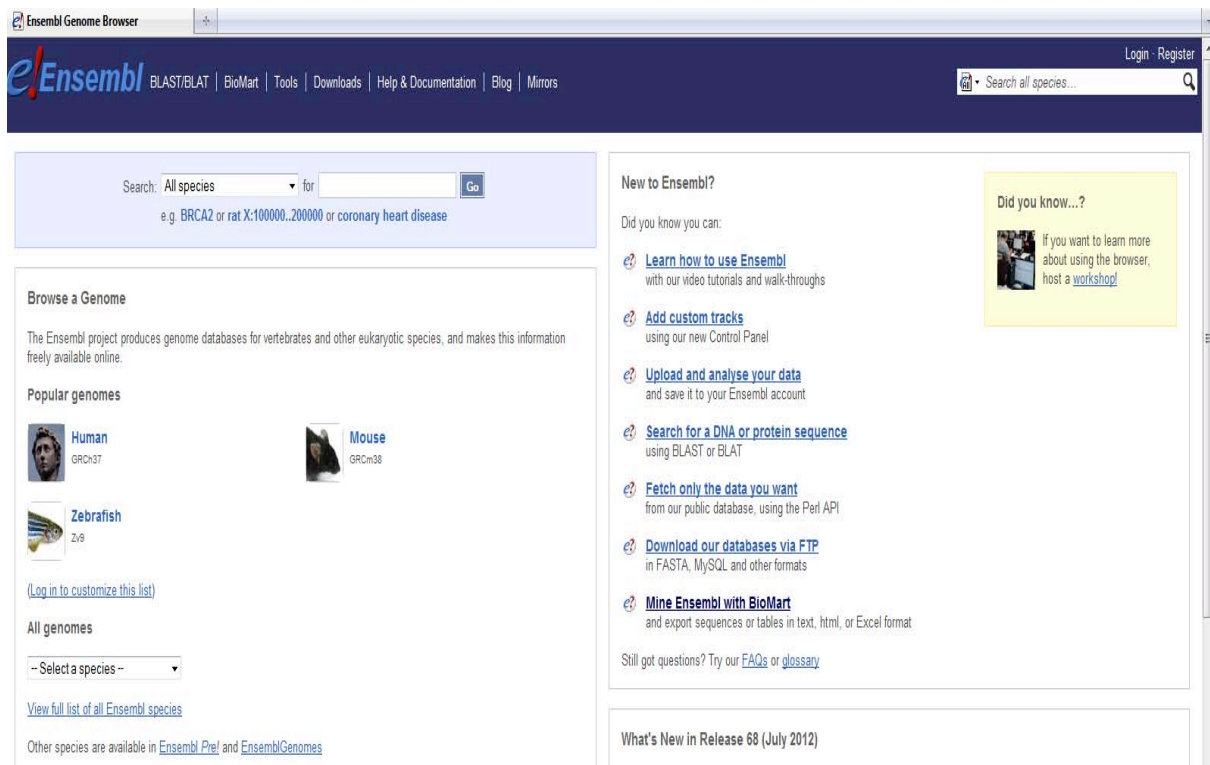 Ensembl Genome Browser
Login · Register
e!Ensembl BLAST/BLAT | BioMart | Tools | Downloads | Help & Documentation | Blog | Mirrors
Search all species...
Search: All species for Go
e.g. BRCA2 or rat X:100000..200000 or coronary heart disease
Browse a Genome
The Ensembl project produces genome databases for vertebrates and other eukaryotic species, and makes this information
freely available online.
Popular genomes
Human
GRCh37
Mouse
GRCm38
Zebrafish
Zv9
(Log in to customize this list)
All genomes
-- Select a species --
View full list of all Ensembl species
Other species are available in Ensembl Pre! and EnsemblGenomes
New to Ensembl?
Did you know you can:
Learn how to use Ensembl
with our video tutorials and walk-throughs
Add custom tracks
using our new Control Panel
Upload and analyse your data
and save it to your Ensembl account
Search for a DNA or protein sequence
using BLAST or BLAT
Fetch only the data you want
from our public database, using the Perl API
Download our databases via FTP
in FASTA, MySQL and other formats
Mine Ensembl with BioMart
and export sequences or tables in text, html, or Excel format
Still got questions? Try our FAQs or glossary
Did you know...?
If you want to learn more
about using the browser,
host a workshop!
What's New in Release 68 (July 2012)